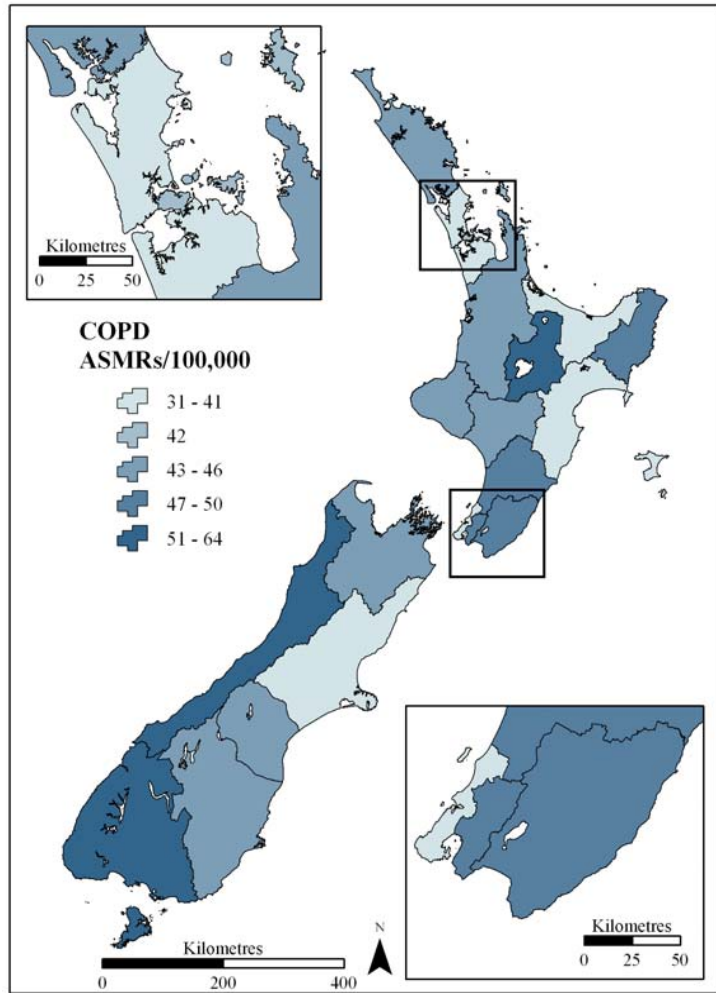 Kilometres
0 25 50
COPD
ASMRs/100,000
31 - 41
42
43 - 46
47 - 50
51 - 64
N
Kilometres
0 200 400
Kilometres
0 25 50